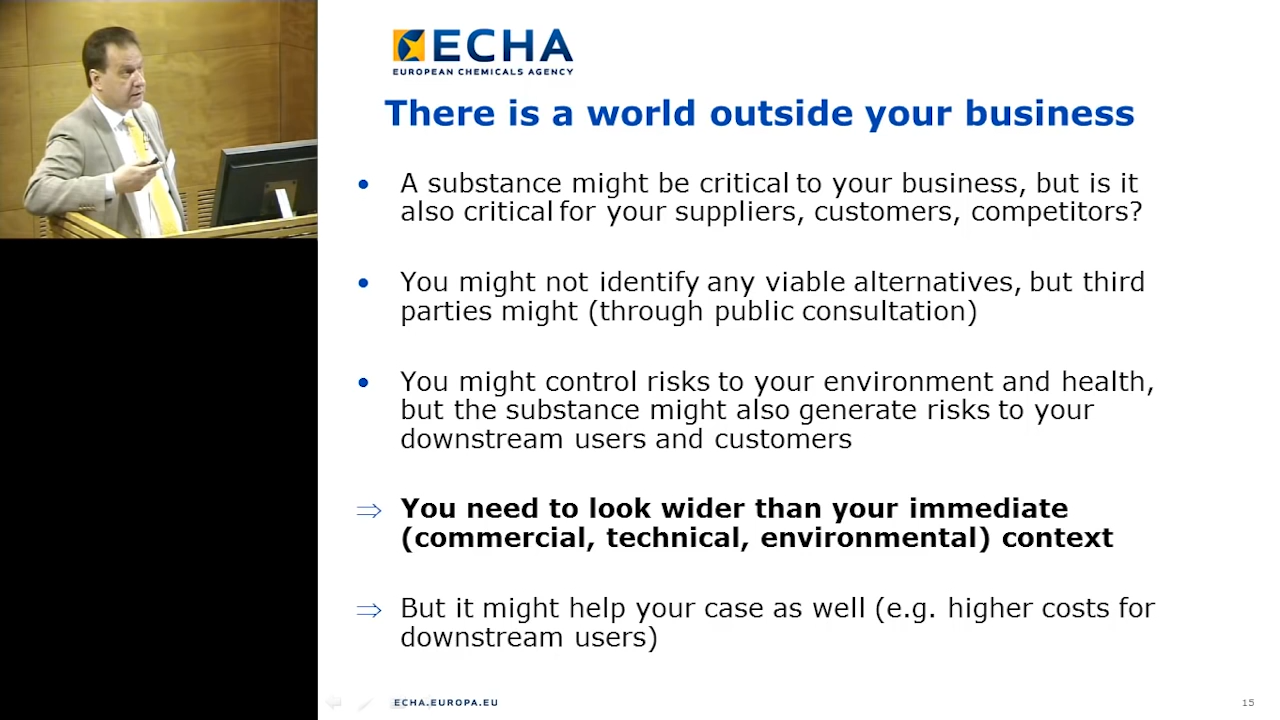 ECHA
EUROPEAN CHEMICALS AGENCY
There is a world outside your business
• A substance might be critical to your business, but is it
also critical for your suppliers, customers, competitors?
• You might not identify any viable alternatives, but third
parties might (through public consultation)
• You might control risks to your environment and health,
but the substance might also generate risks to your
downstream users and customers
⇒ You need to look wider than your immediate
(commercial, technical, environmental) context
⇒ But it might help your case as well (e.g. higher costs for
downstream users)
ECHA.EUROPA.EU
15